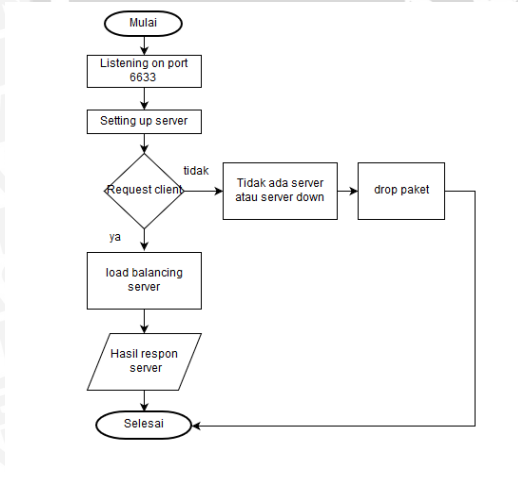 Mulai
Listening on port
6633
Setting up server
Request client
tidak
Tidak ada server
atau server down
drop paket
ya
load balancing
server
Hasil respon
server
Selesai